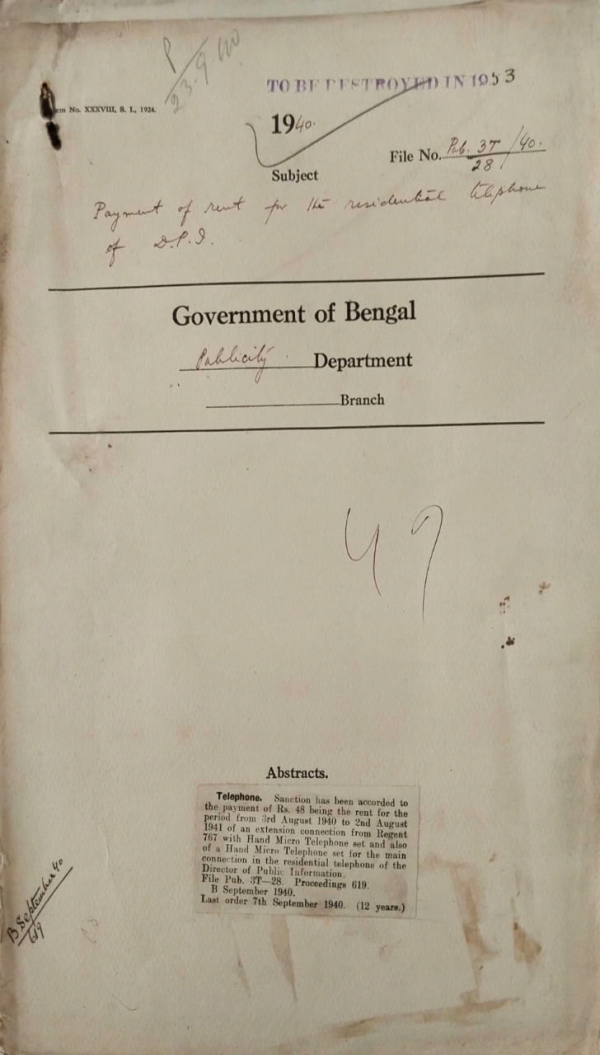 P/23.9.40
TO BE DESTROYED IN 1953
No. XXXVIII, S. I., 1924.
1940.
File No. Pub. 3T/28/40.
Subject
Payment of rent for the residential telephone
of D.P.I.
Government of Bengal
Publicity Department
Branch
Abstracts.
Telephone. Sanction has been accorded to
the payment of Rs. 48 being the rent for the
period from 3rd August 1940 to 2nd August
1941 of an extension connection from Regent
767 with Hand Micro Telephone set and also
of a Hand Micro Telephone set for the main
connection in the residential telephone of the
Director of Public Information.
File Pub. 3T—28. Proceedings 619.
B September 1940.
Last order 7th September 1940. (12 years.)
B September 40
619